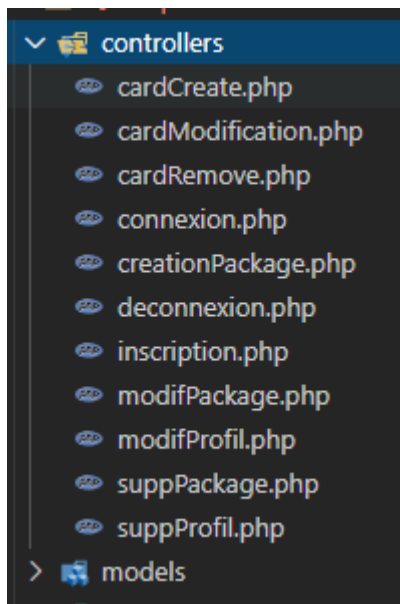 controllers
cardCreate.php
cardModification.php
cardRemove.php
connexion.php
creationPackage.php
deconnexion.php
inscription.php
modifPackage.php
modifProfil.php
suppPackage.php
suppProfil.php
models